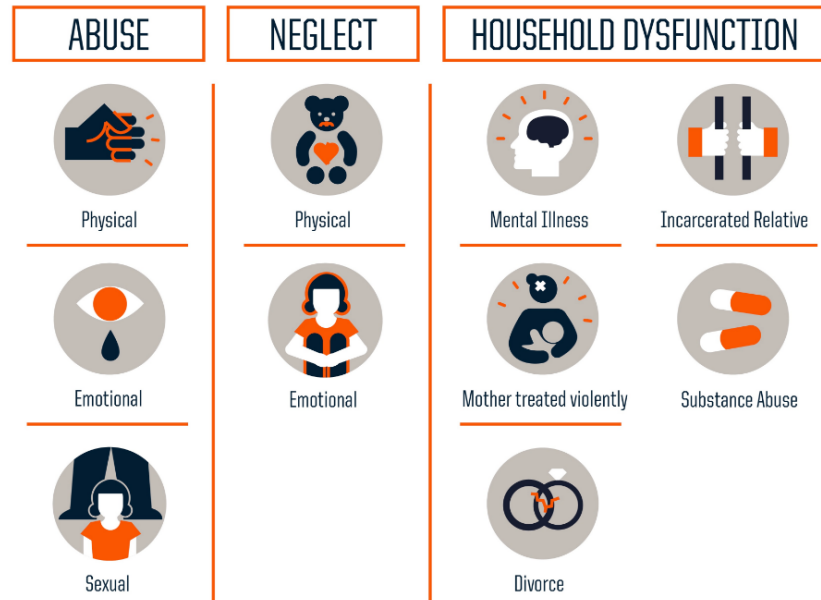 ABUSE
Physical
Emotional
Sexual
NEGLECT
Physical
Emotional
HOUSEHOLD DYSFUNCTION
Mental Illness
Incarcerated Relative
Mother treated violently
Substance Abuse
Divorce